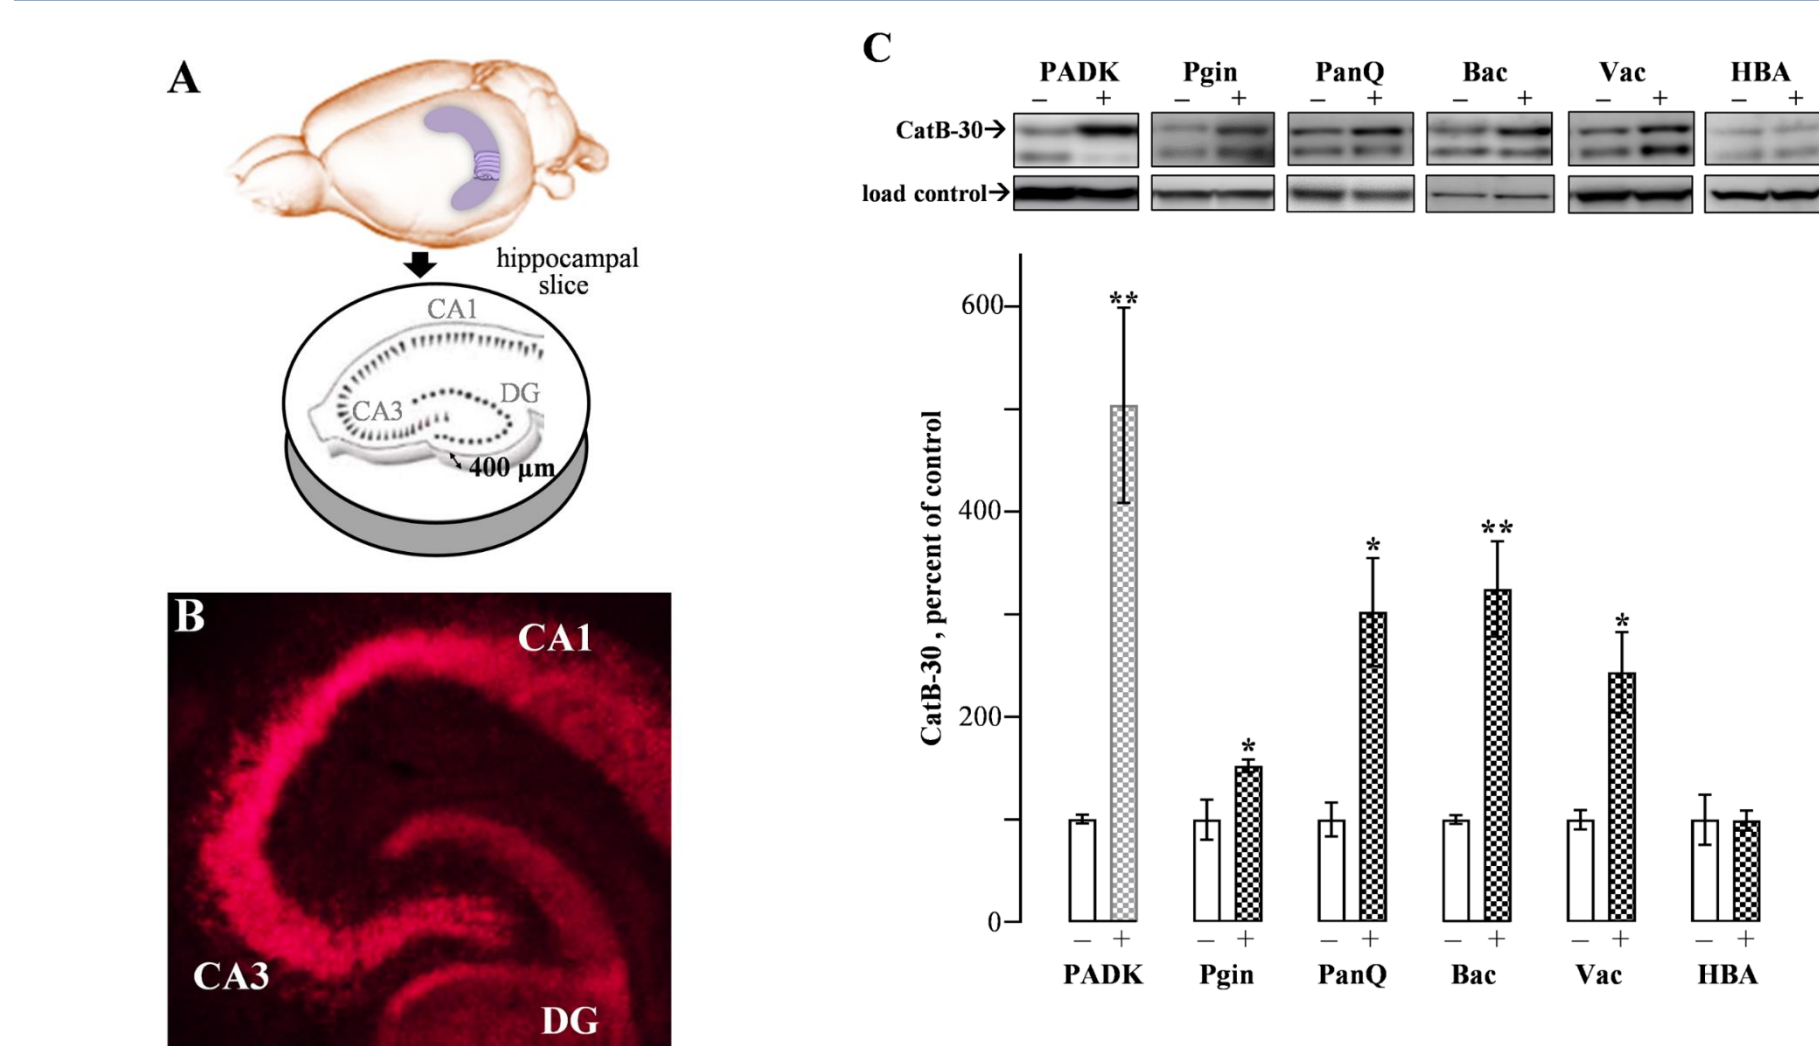 A
hippocampal
slice
CA1
DG
CA3
400 µm
B
CA1
CA3
DG
C
PADK Pgin PanQ Bac Vac HBA
– + – + – + – + – + – +
CatB-30→
load control→
CatB-30 , percent of control
600
400
200
0
** * * ** *
– + – + – + – + – + – +
PADK Pgin PanQ Bac Vac HBA